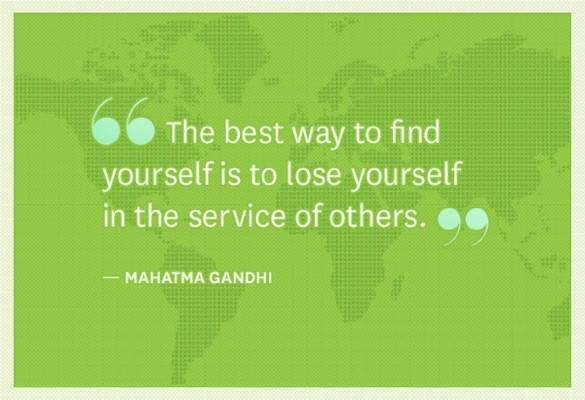 “ The best way to find
yourself is to lose yourself
in the service of others. ”
— MAHATMA GANDHI